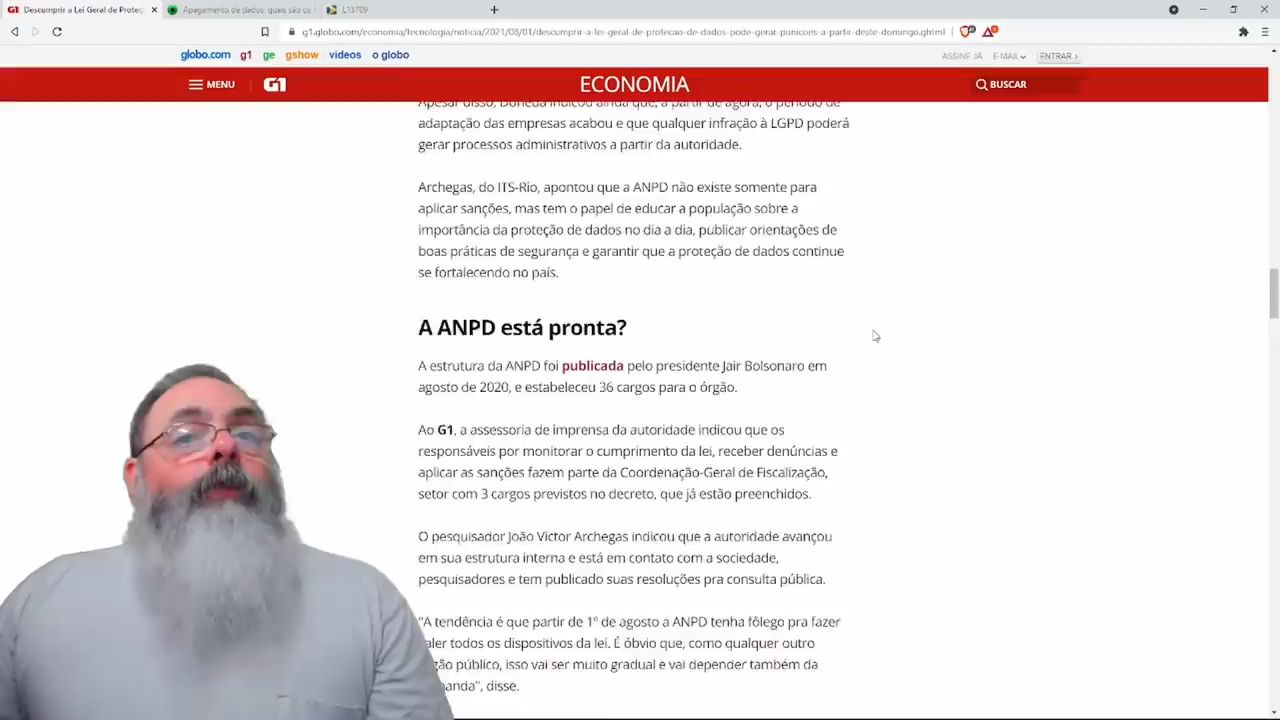 G1 Descumprir a Lei Geral de Proteç
Apagamento de dados: quais são os
L13709
g1.globo.com/economia/tecnologia/noticia/2021/08/01/descumprir-a-lei-geral-de-protecao-de-dados-pode-gerar-punicoes-a-partir-deste-domingo.ghtml
globo.com g1 ge gshow videos o globo
ASSINE JÁ E-MAIL ENTRAR ›
MENU G1 ECONOMIA BUSCAR
Apesar disso, Doneda indicou ainda que, a partir de agora, o período de
adaptação das empresas acabou e que qualquer infração à LGPD poderá
gerar processos administrativos a partir da autoridade.
Archegas, do ITS-Rio, apontou que a ANPD não existe somente para
aplicar sanções, mas tem o papel de educar a população sobre a
importância da proteção de dados no dia a dia, publicar orientações de
boas práticas de segurança e garantir que a proteção de dados continue
se fortalecendo no país.
A ANPD está pronta?
A estrutura da ANPD foi publicada pelo presidente Jair Bolsonaro em
agosto de 2020, e estabeleceu 36 cargos para o órgão.
Ao G1, a assessoria de imprensa da autoridade indicou que os
responsáveis por monitorar o cumprimento da lei, receber denúncias e
aplicar as sanções fazem parte da Coordenação-Geral de Fiscalização,
setor com 3 cargos previstos no decreto, que já estão preenchidos.
O pesquisador João Victor Archegas indicou que a autoridade avançou
em sua estrutura interna e está em contato com a sociedade,
pesquisadores e tem publicado suas resoluções pra consulta pública.
"A tendência é que partir de 1º de agosto a ANPD tenha fôlego pra fazer
aler todos os dispositivos da lei. É óbvio que, como qualquer outro
gão público, isso vai ser muito gradual e vai depender também da
anda", disse.